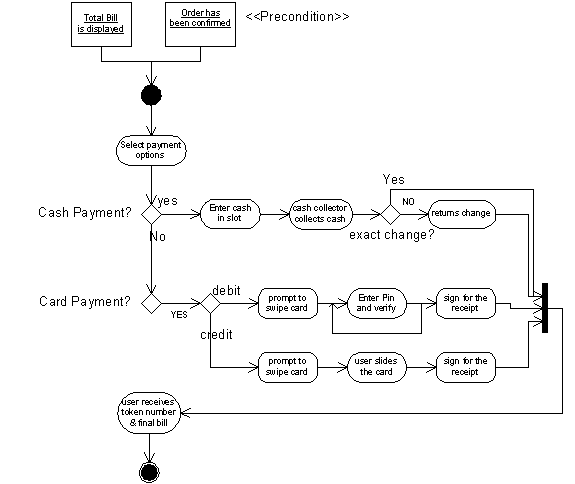 Total Bill
is displayed
Order has
been confirmed
<<Precondition>>
Select payment
options
Cash Payment?
yes
No
Enter cash
in slot
cash collector
collects cash
Yes
NO
exact change?
returns change
Card Payment?
YES
debit
credit
prompt to
swipe card
Enter Pin
and verify
sign for the
receipt
prompt to
swipe card
user slides
the card
sign for the
receipt
user receives
token number
& final bill